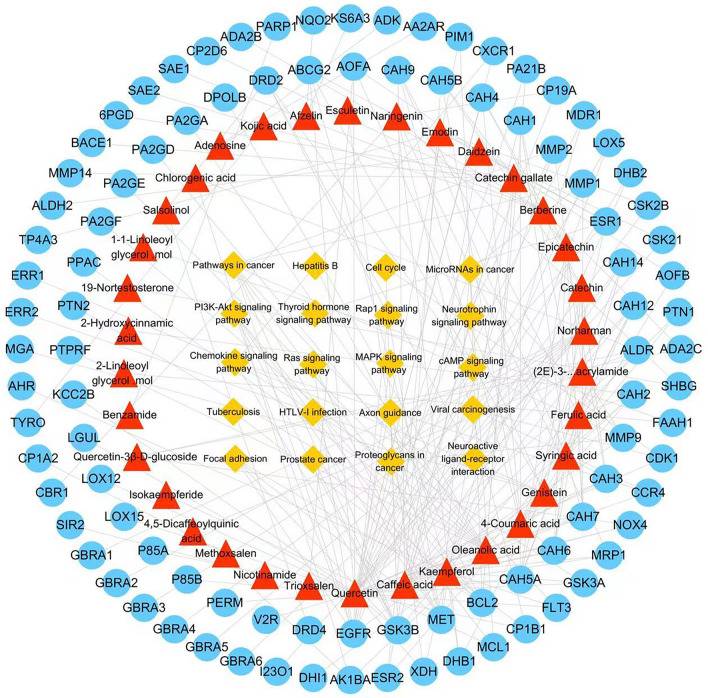 PARP1
NQO2
KS6A3
ADK
AA2AR
PIM1
CXCR1
PA21B
CP19A
MDR1
LOX5
DHB2
CSK2B
CSK21
AOFB
PTN1
ADA2C
SHBG
FAAH1
CDK1
CCR4
NOX4
MRP1
GSK3A
FLT3
CP1B1
MCL1
DHB1
XDH
ESR2
AK1BA
DHI1
I23O1
GBRA6
GBRA5
GBRA4
GBRA3
GBRA2
GBRA1
SIR2
CBR1
CP1A2
TYRO
AHR
MGA
ERR2
ERR1
TP4A3
ALDH2
MMP14
BACE1
6PGD
SAE2
SAE1
CP2D6
ADA2B
ABCG2
AOFA
CAH9
CAH5B
CAH4
CAH1
MMP2
MMP1
ESR1
CAH14
CAH12
ALDR
CAH2
MMP9
CAH3
CAH7
CAH6
CAH5A
BCL2
MET
GSK3B
EGFR
DRD4
V2R
PERM
P85B
P85A
LOX15
LOX12
LGUL
KCC2B
PTPRF
PTN2
PPAC
PA2GF
PA2GE
PA2GD
PA2GA
DPOLB
DRD2
Esculetin
Naringenin
Emodin
Daidzein
Catechin gallate
Berberine
Epicatechin
Catechin
Norharman
(2E)-3-...acrylamide
Ferulic acid
Syringic acid
Genistein
4-Coumaric acid
Oleanolic acid
Kaempferol
Caffeic acid
Quercetin
Trioxsalen
Nicotinamide
Methoxsalen
4,5-Dicaffeoylquinic
acid
Isokaempferide
Quercetin-3β-D-glucoside
Benzamide
2-Linoleoyl
glycerol_mol
2-Hydroxycinnamic
acid
19-Nortestosterone
1-1-Linoleoyl
glycerol_mol
Salsolinol
Chlorogenic acid
Adenosine
Kojic acid
Afzelin
Pathways in cancer
Hepatitis B
Cell cycle
MicroRNAs in cancer
PI3K-Akt signaling
pathway
Thyroid hormone
signaling pathway
Rap1 signaling
pathway
Neurotrophin
signaling pathway
Chemokine signaling
pathway
Ras signaling
pathway
MAPK signaling
pathway
cAMP signaling
pathway
Tuberculosis
HTLV-I infection
Axon guidance
Viral carcinogenesis
Focal adhesion
Prostate cancer
Proteoglycans in
cancer
Neuroactive
ligand-receptor
interaction